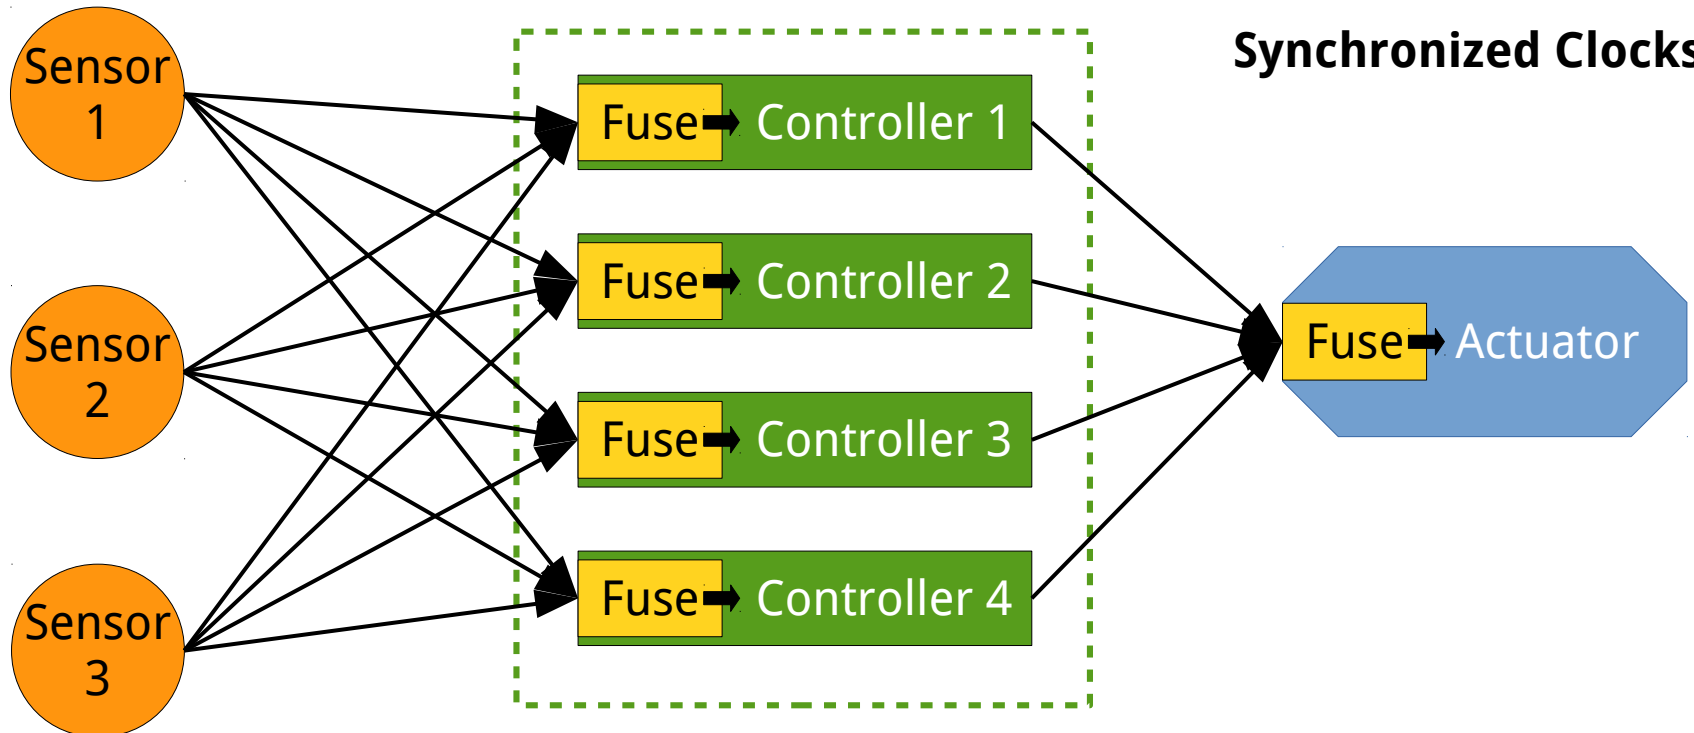 Synchronized Clocks
Sensor
1
Sensor
2
Sensor
3
Fuse Controller 1
Fuse Controller 2
Fuse Controller 3
Fuse Controller 4
Fuse Actuator